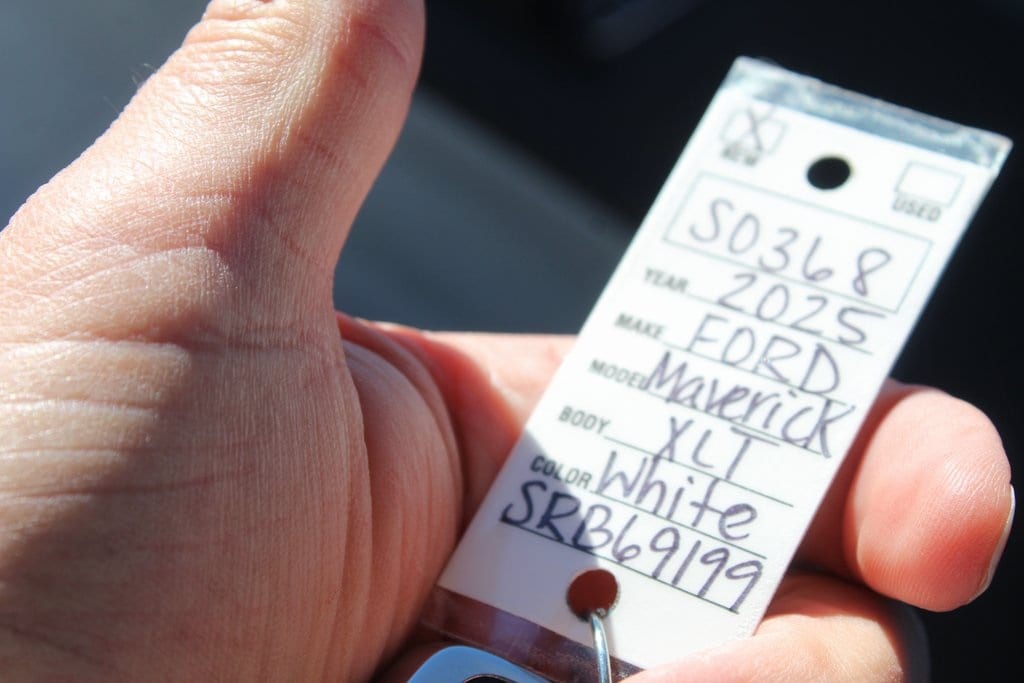 X
NEW
USED
S0368
YEAR 2025
MAKE FORD
MODEL Maverick
BODY XLT
COLOR White
SRB69199